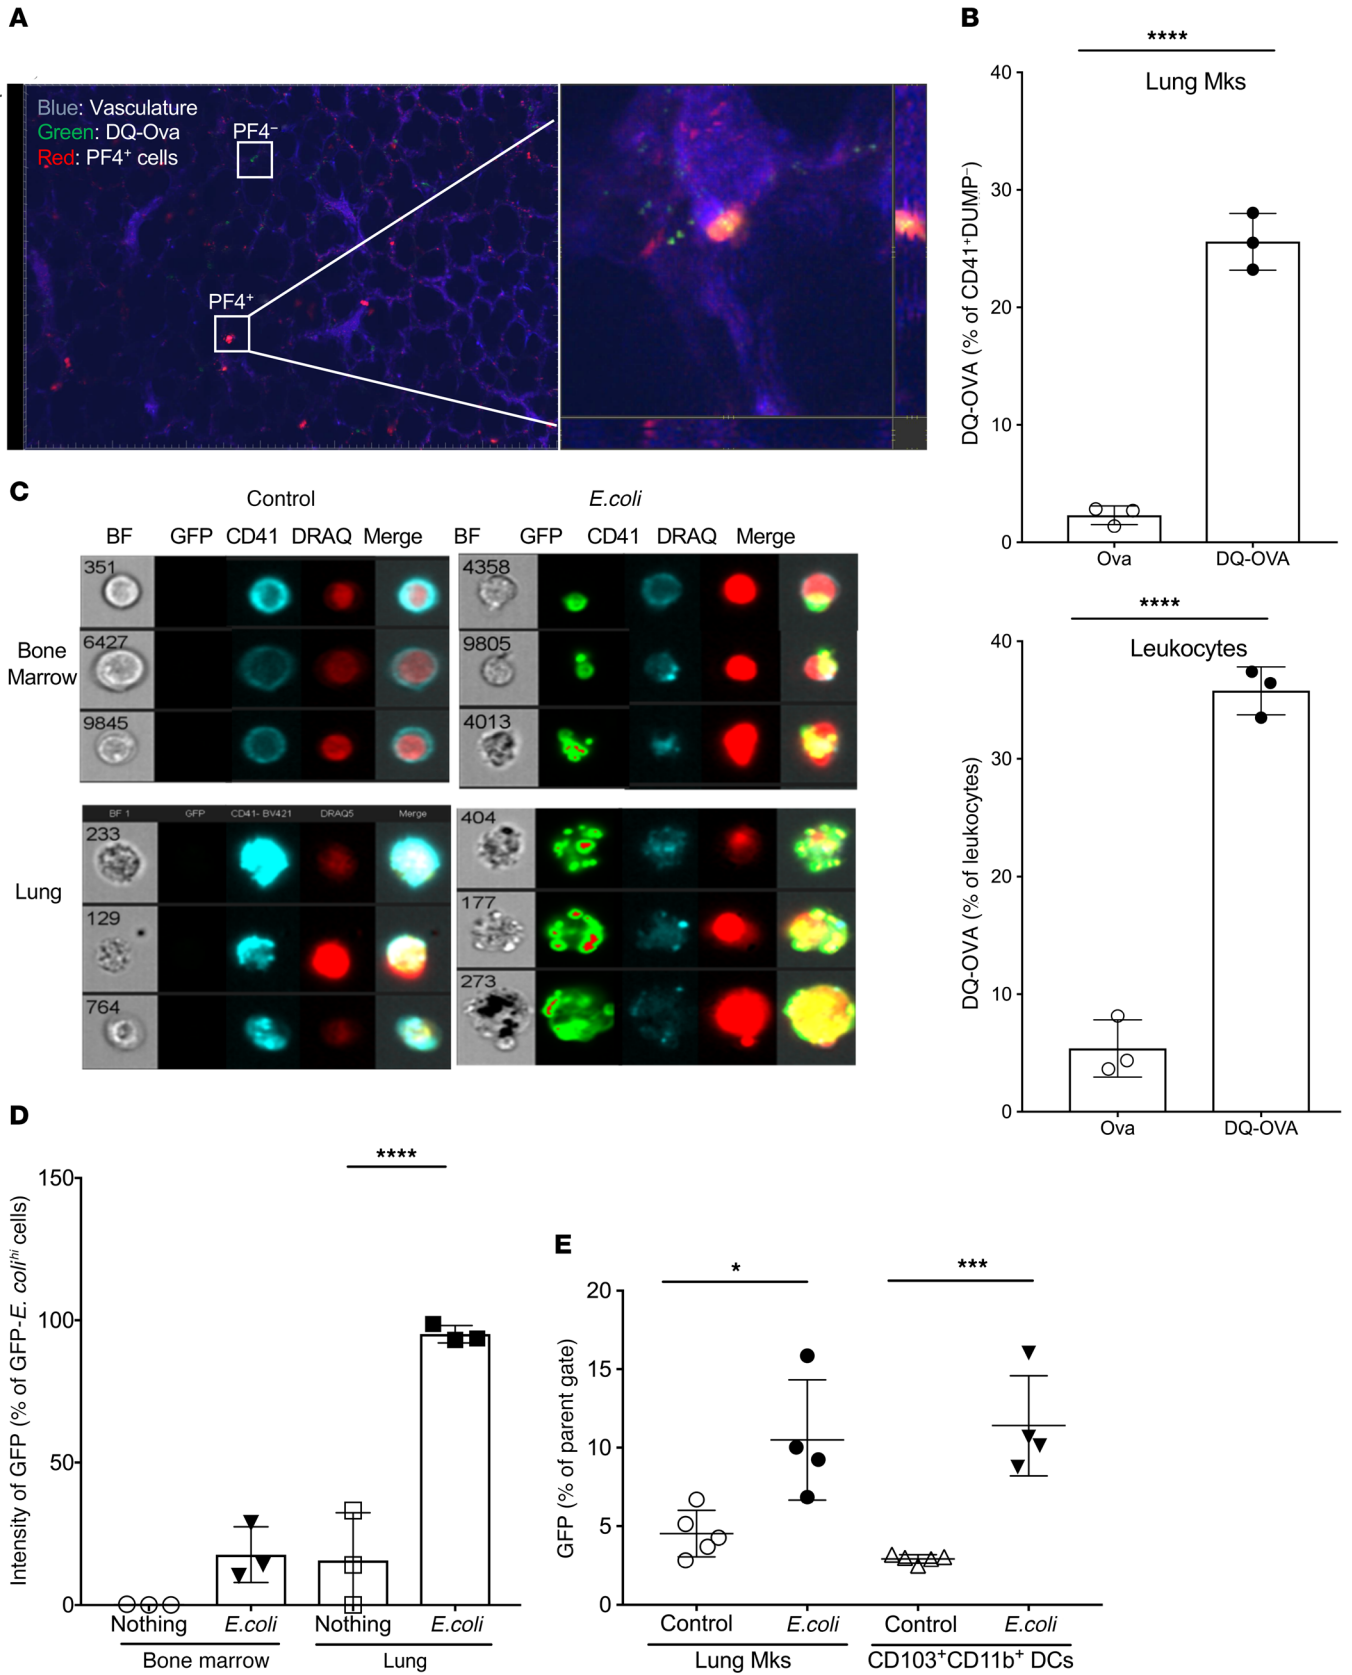 A
Blue: Vasculature
Green: DQ-Ova
Red: PF4⁺ cells
PF4⁻
PF4⁺
B
****
Lung Mks
DQ-OVA (% of CD41⁺DUMP⁻)
40
30
20
10
0
Ova DQ-OVA
****
Leukocytes
DQ-OVA (% of leukocytes)
40
30
20
10
0
Ova DQ-OVA
C
Control E.coli
BF GFP CD41 DRAQ Merge BF GFP CD41 DRAQ Merge
Bone
Marrow
351
6427
9845
4358
9805
4013
Lung
BF 1 GFP CD41- BV421 DRAQ5 Merge
233
129
764
404
177
273
D
****
Intensity of GFP (% of GFP-E. coliʰⁱ cells)
150
100
50
0
Nothing E.coli Nothing E.coli
Bone marrow Lung
E
* ***
GFP (% of parent gate)
20
15
10
5
0
Control E.coli Control E.coli
Lung Mks CD103⁺CD11b⁺ DCs